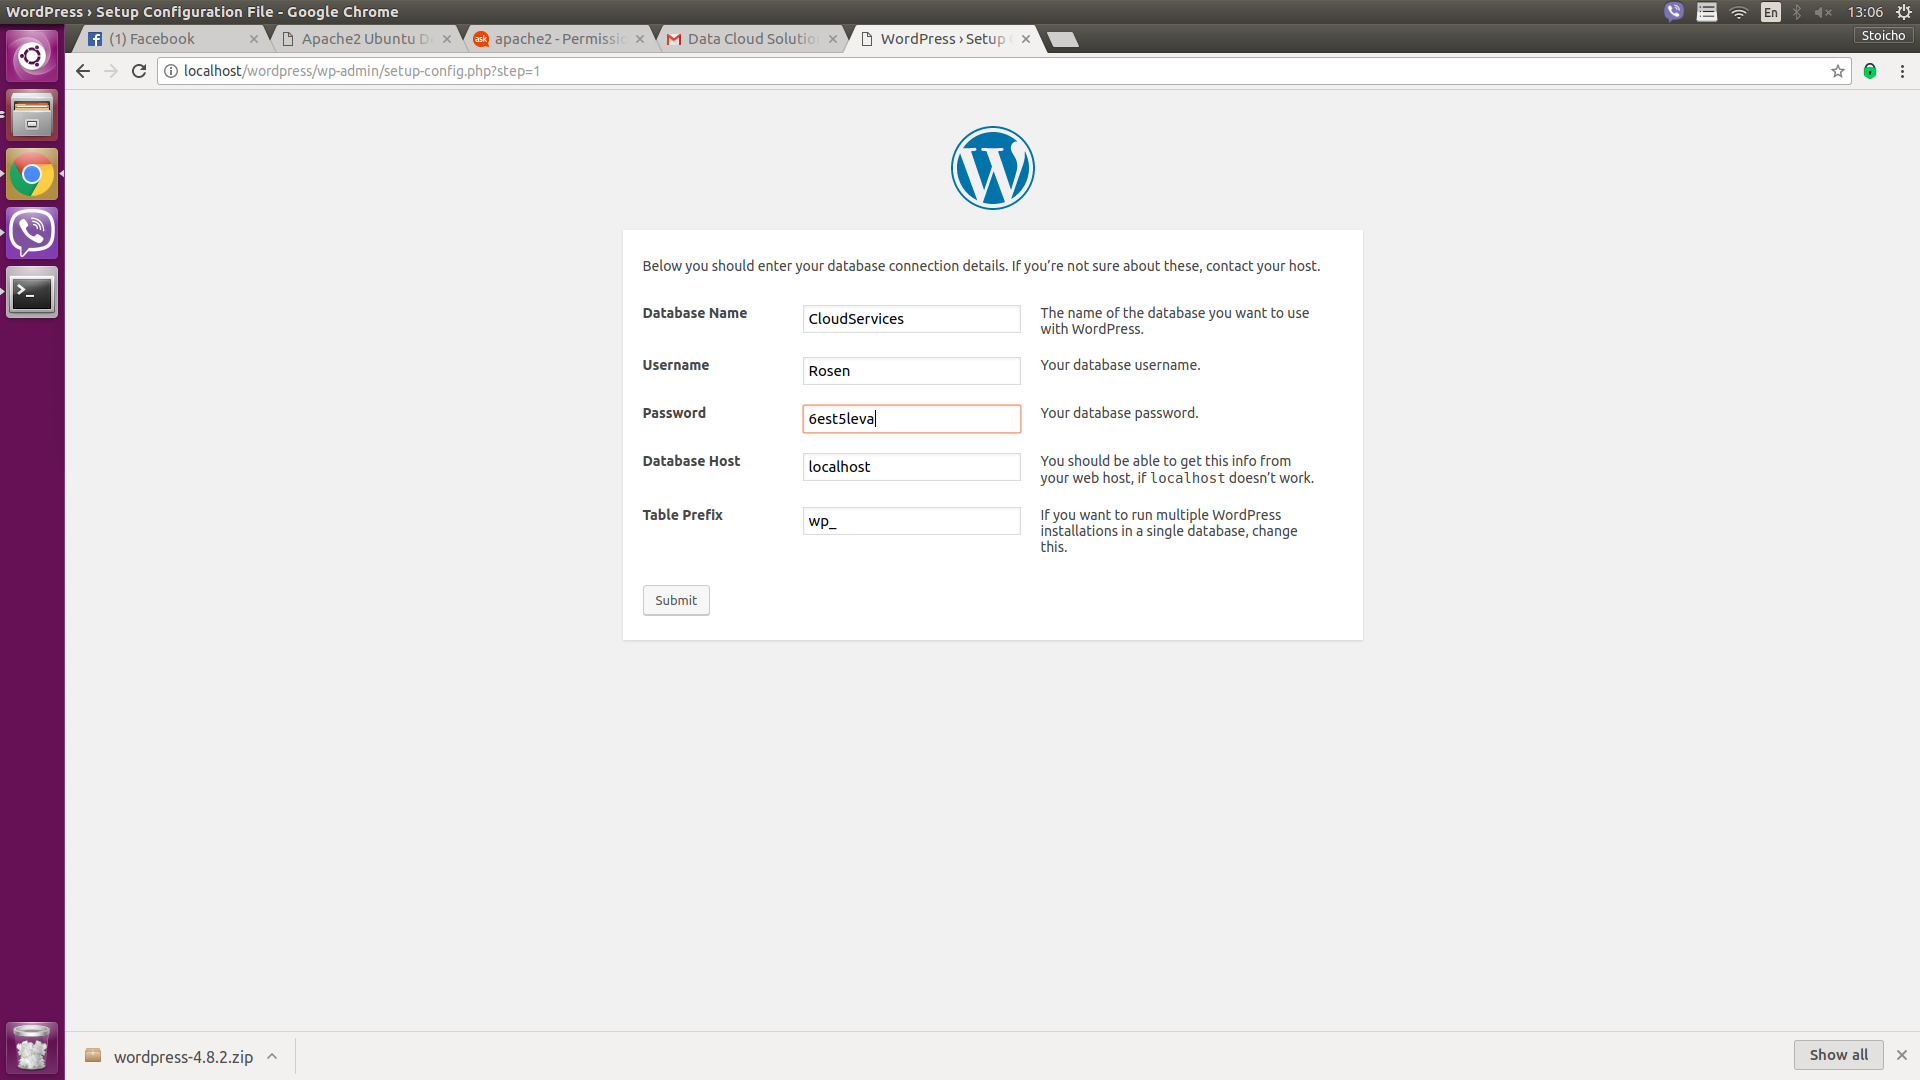 WordPress › Setup Configuration File - Google Chrome
En
13:06
(1) Facebook
Apache2 Ubuntu D
apache2 - Permissi
Data Cloud Solutio
WordPress › Setup
Stoicho
localhost/wordpress/wp-admin/setup-config.php?step=1
Below you should enter your database connection details. If you’re not sure about these, contact your host.
Database Name
CloudServices
The name of the database you want to use
with WordPress.
Username
Rosen
Your database username.
Password
6est5leva
Your database password.
Database Host
localhost
You should be able to get this info from
your web host, if localhost doesn’t work.
Table Prefix
wp_
If you want to run multiple WordPress
installations in a single database, change
this.
Submit
wordpress-4.8.2.zip
Show all